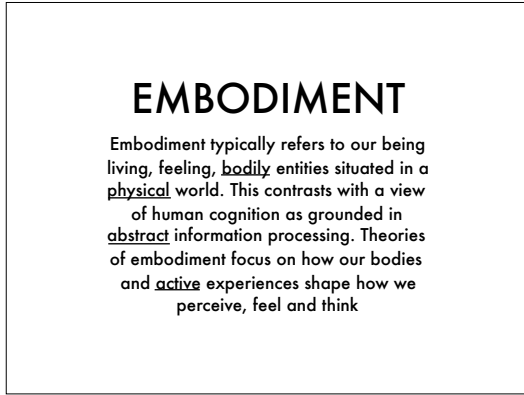 EMBODIMENT
Embodiment typically refers to our being
living, feeling, bodily entities situated in a
physical world. This contrasts with a view
of human cognition as grounded in
abstract information processing. Theories
of embodiment focus on how our bodies
and active experiences shape how we
perceive, feel and think